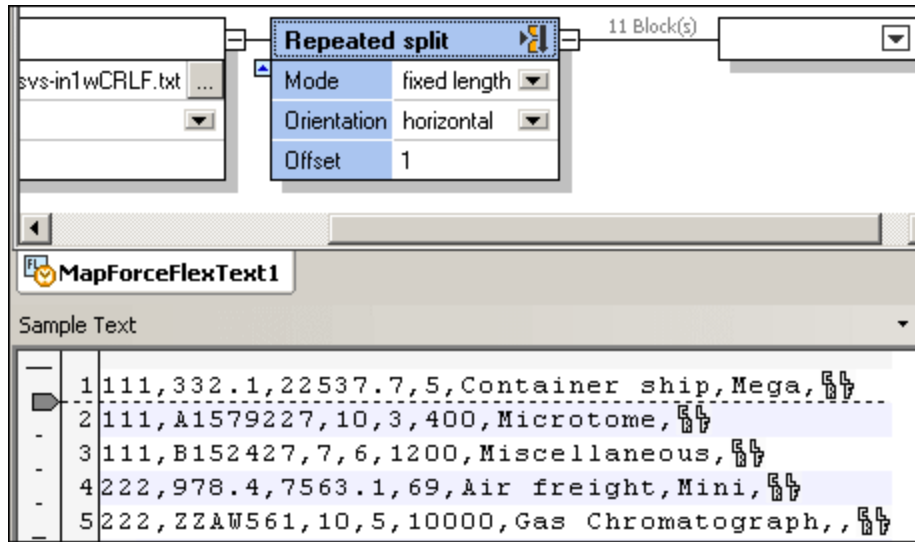 Repeated split
11 Block(s)
svs-in1wCRLF.txt ...
Mode fixed length
Orientation horizontal
Offset 1
MapForceFlexText1
Sample Text
1 111,332.1,22537.7,5,Container ship,Mega,␍␊
2 111,A1579227,10,3,400,Microtome,␍␊
3 111,B152427,7,6,1200,Miscellaneous,␍␊
4 222,978.4,7563.1,69,Air freight,Mini,␍␊
5 222,ZZAW561,10,5,10000,Gas Chromatograph,,␍␊